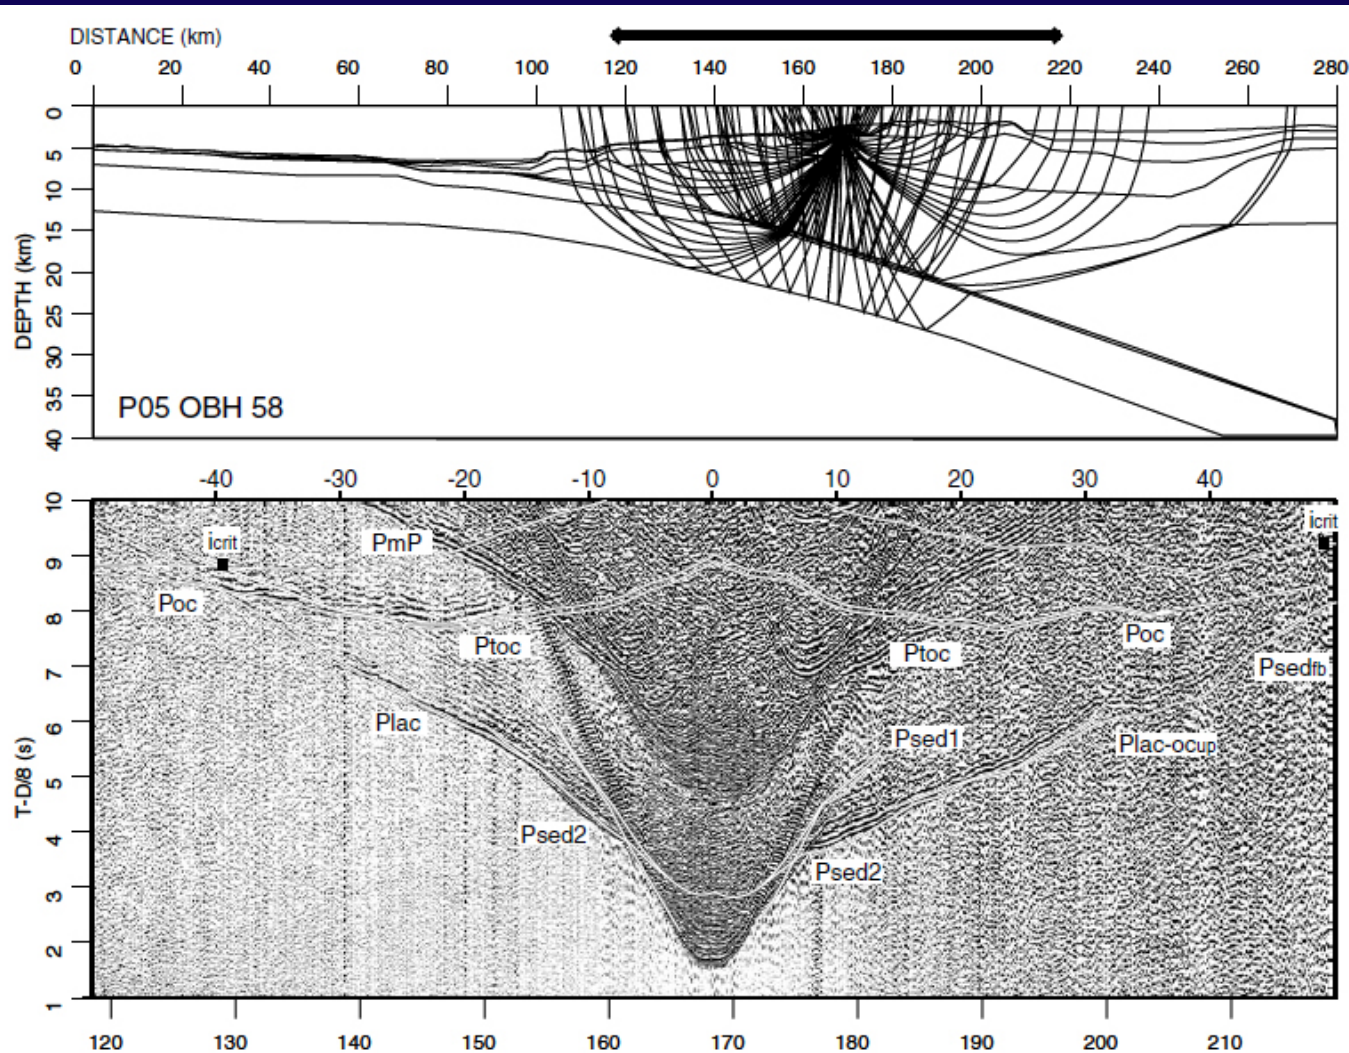 DISTANCE (km)
0 20 40 60 80 100 120 140 160 180 200 220 240 260 280
0
5
10
15
20
25
30
35
40
DEPTH (km)
P05 OBH 58
-40 -30 -20 -10 0 10 20 30 40
10
9
8
7
6
5
4
3
2
1
T-D/8 (s)
icrit
icrit
PmP
Poc
Ptoc
Ptoc
Poc
Psedfb
Plac
Psed1
Plac-ocup
Psed2
Psed2
120 130 140 150 160 170 180 190 200 210